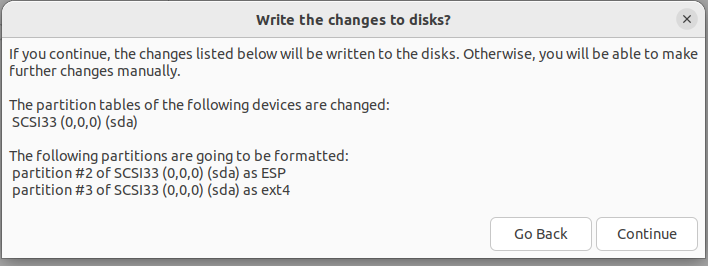 Write the changes to disks?
If you continue, the changes listed below will be written to the disks. Otherwise, you will be able to make
further changes manually.
The partition tables of the following devices are changed:
SCSI33 (0,0,0) (sda)
The following partitions are going to be formatted:
partition #2 of SCSI33 (0,0,0) (sda) as ESP
partition #3 of SCSI33 (0,0,0) (sda) as ext4
Go Back Continue